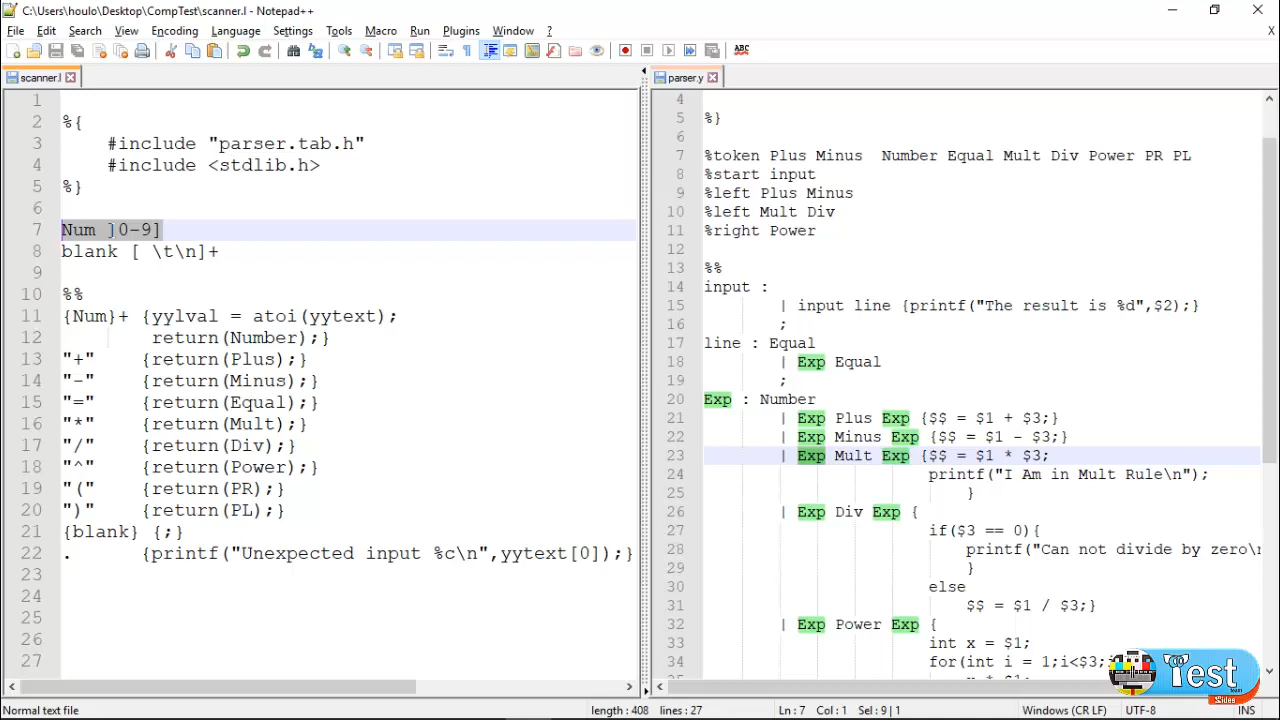 C:\Users\houlo\Desktop\CompTest\scanner.l - Notepad++
File Edit Search View Encoding Language Settings Tools Macro Run Plugins Window ?
X
ABC
scanner.l
1
2 %{
3 #include "parser.tab.h"
4 #include <stdlib.h>
5 %}
6
7 Num ]0-9]
8 blank [ \t\n]+
9
10 %%
11 {Num}+ {yylval = atoi(yytext);
12 return(Number);}
13 "+" {return(Plus);}
14 "-" {return(Minus);}
15 "=" {return(Equal);}
16 "*" {return(Mult);}
17 "/" {return(Div);}
18 "^" {return(Power);}
19 "(" {return(PR);}
20 ")" {return(PL);}
21 {blank} {;}
22 . {printf("Unexpected input %c\n",yytext[0]);}
23
24
25
26
27
parser.y
4
5 %}
6
7 %token Plus Minus Number Equal Mult Div Power PR PL
8 %start input
9 %left Plus Minus
10 %left Mult Div
11 %right Power
12
13 %%
14 input :
15 | input line {printf("The result is %d",$2);}
16 ;
17 line : Equal
18 | Exp Equal
19 ;
20 Exp : Number
21 | Exp Plus Exp {$$ = $1 + $3;}
22 | Exp Minus Exp {$$ = $1 - $3;}
23 | Exp Mult Exp {$$ = $1 * $3;
24 printf("I Am in Mult Rule\n");
25 }
26 | Exp Div Exp {
27 if($3 == 0){
28 printf("Can not divide by zero\n
29 }
30 else
31 $$ = $1 / $3;}
32 | Exp Power Exp {
33 int x = $1;
34 for(int i = 1;i<$3;
Test
Slides
Normal text file length : 408 lines : 27 Ln : 7 Col : 1 Sel : 9 | 1 Windows (CR LF) UTF-8 INS